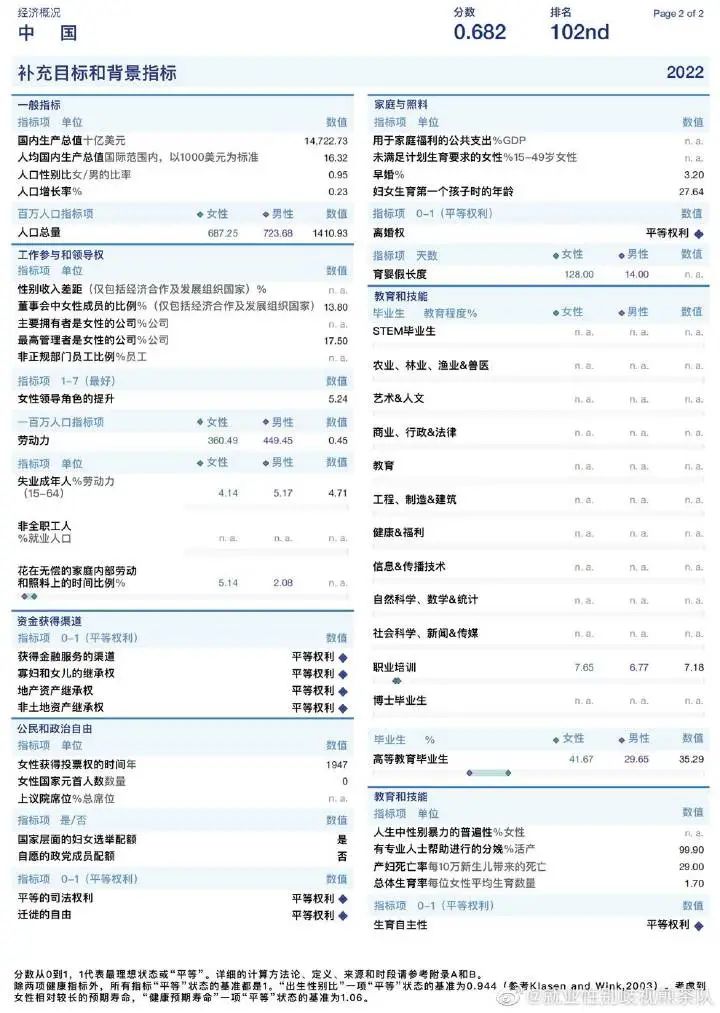 经济概况
中 国
分数
0.682
排名
102nd
Page 2 of 2
补充目标和背景指标
2022
一般指标
指标项 单位 数值
国内生产总值十亿美元 14,722.73
人均国内生产总值国际范围内，以1000美元为标准 16.32
人口性别比女/男的比率 0.95
人口增长率% 0.23
百万人口指标项 女性 男性 数值
人口总量 687.25 723.68 1410.93
工作参与和领导权
指标项 单位 数值
性别收入差距（仅包括经济合作及发展组织国家）% n. a.
董事会中女性成员的比例%（仅包括经济合作及发展组织国家） 13.80
主要拥有者是女性的公司%公司 n. a.
最高管理者是女性的公司%公司 17.50
非正规部门员工比例%员工 n. a.
指标项 1-7（最好） 数值
女性领导角色的提升 5.24
一百万人口指标项 女性 男性 数值
劳动力 360.49 449.45 0.45
指标项 单位 女性 男性 数值
失业成年人%劳动力
（15-64） 4.14 5.17 4.71
非全职工人
%就业人口 n. a. n. a. n. a.
花在无偿的家庭内部劳动
和照料上的时间比例% 5.14 2.08 n. a.
资金获得渠道
指标项 0-1（平等权利） 数值
获得金融服务的渠道 平等权利
寡妇和女儿的继承权 平等权利
地产资产继承权 平等权利
非土地资产继承权 平等权利
公民和政治自由
指标项 单位 数值
女性获得投票权的时间年 1947
女性国家元首人数数量 0
上议院席位%总席位 n. a.
指标项 是/否 数值
国家层面的妇女选举配额 是
自愿的政党成员配额 否
指标项 0-1（平等权利） 数值
平等的司法权利 平等权利
迁徙的自由 平等权利
家庭与照料
指标项 单位 数值
用于家庭福利的公共支出%GDP n. a.
未满足计划生育要求的女性%15-49岁女性 n. a.
早婚% 3.20
妇女生育第一个孩子时的年龄 27.64
指标项 0-1（平等权利） 数值
离婚权 平等权利
指标项 天数 女性 男性 数值
育婴假长度 128.00 14.00 n. a.
教育和技能
毕业生 教育程度% 女性 男性 数值
STEM毕业生 n. a. n. a. n. a.
农业、林业、渔业&兽医 n. a. n. a. n. a.
艺术&人文 n. a. n. a. n. a.
商业、行政&法律 n. a. n. a. n. a.
教育 n. a. n. a. n. a.
工程、制造&建筑 n. a. n. a. n. a.
健康&福利 n. a. n. a. n. a.
信息&传播技术 n. a. n. a. n. a.
自然科学、数学&统计 n. a. n. a. n. a.
社会科学、新闻&传媒 n. a. n. a. n. a.
职业培训 7.65 6.77 7.18
博士毕业生 n. a. n. a. n. a.
毕业生 % 女性 男性 数值
高等教育毕业生 41.67 29.65 35.29
教育和技能
指标项 单位 数值
人生中性别暴力的普遍性%女性 n. a.
有专业人士帮助进行的分娩%活产 99.90
产妇死亡率每10万新生儿带来的死亡 29.00
总体生育率每位女性平均生育数量 1.70
指标项 0-1（平等权利） 数值
生育自主性 平等权利
分数从0到1，1代表最理想状态或“平等”。详细的计算方法论、定义、来源和时段请参考附录A和B。
除两项健康指标外，所有指标“平等”状态的基准都是1。“出生性别比”一项“平等”状态的基准为0.944（参考Klasen and Wink,2003）。考虑到
女性相对较长的预期寿命，“健康预期寿命”一项“平等”状态的基准为1.06。
@就业性别歧视监察大队